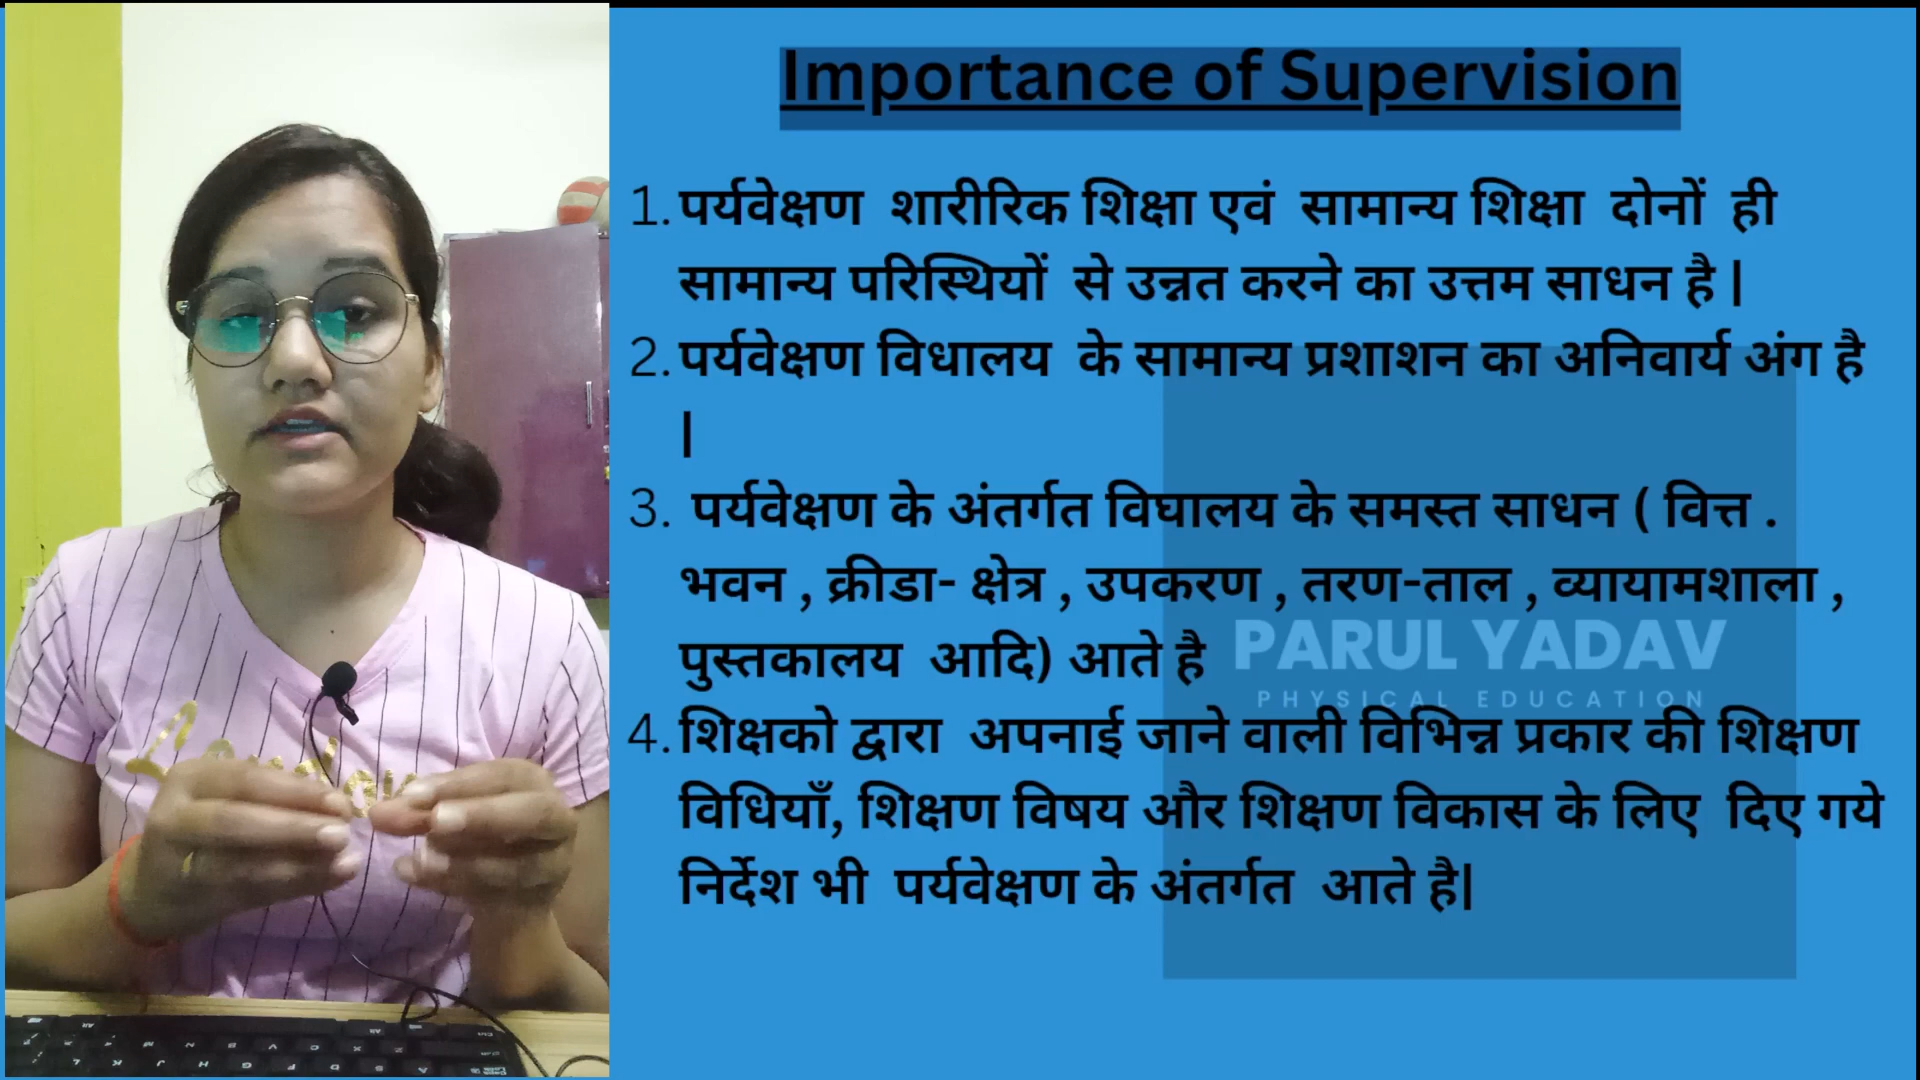 Importance of Supervision
1. पर्यवेक्षण शारीरिक शिक्षा एवं सामान्य शिक्षा दोनों ही
सामान्य परिस्थियों से उन्नत करने का उत्तम साधन है |
2. पर्यवेक्षण विधालय के सामान्य प्रशाशन का अनिवार्य अंग है
|
3. पर्यवेक्षण के अंतर्गत विघालय के समस्त साधन ( वित्त .
भवन , क्रीडा- क्षेत्र , उपकरण , तरण-ताल , व्यायामशाला ,
पुस्तकालय आदि) आते है
PARUL YADAV
PHYSICAL EDUCATION
4. शिक्षको द्वारा अपनाई जाने वाली विभिन्न प्रकार की शिक्षण
विधियाँ, शिक्षण विषय और शिक्षण विकास के लिए दिए गये
निर्देश भी पर्यवेक्षण के अंतर्गत आते है|